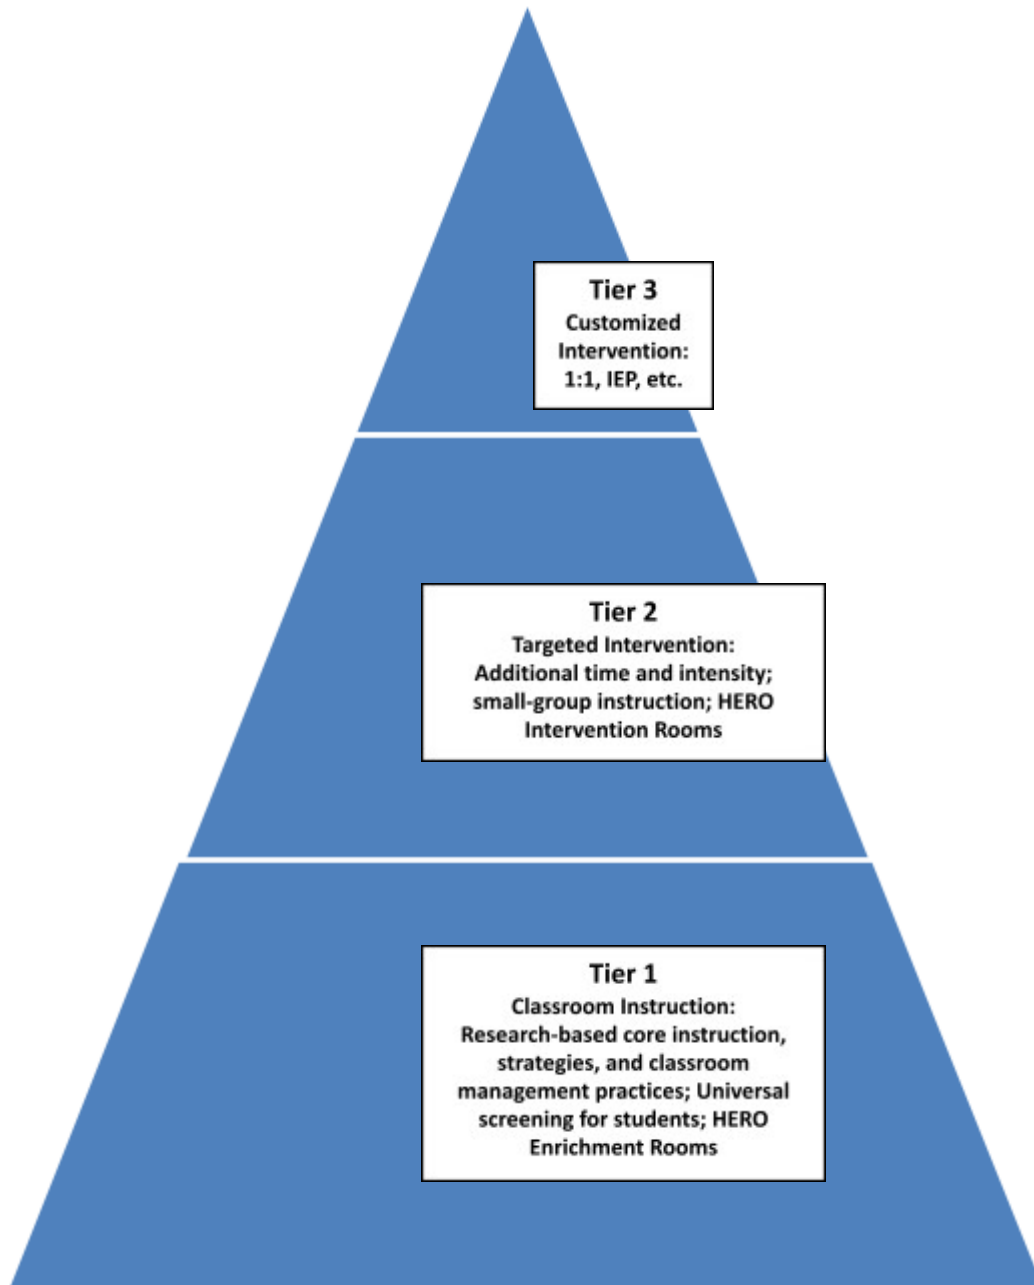 Tier 3
Customized
Intervention:
1:1, IEP, etc.
Tier 2
Targeted Intervention:
Additional time and intensity;
small-group instruction; HERO
Intervention Rooms
Tier 1
Classroom Instruction:
Research-based core instruction,
strategies, and classroom
management practices; Universal
screening for students; HERO
Enrichment Rooms